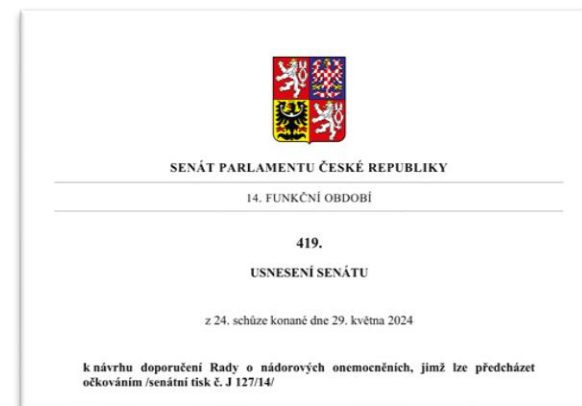 SENÁT PARLAMENTU ČESKÉ REPUBLIKY
14. FUNKČNÍ OBDOBÍ
419.
USNESENÍ SENÁTU
z 24. schůze konané dne 29. května 2024
k návrhu doporučení Rady o nádorových onemocněních, jimž lze předcházet
očkováním /senátní tisk č. J 127/14/